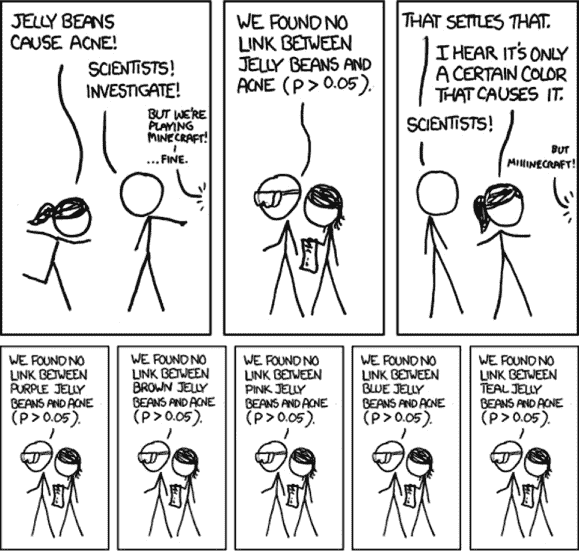 JELLY BEANS
CAUSE ACNE!
SCIENTISTS!
INVESTIGATE!
BUT WE'RE
PLAYING
MINECRAFT!
...FINE.
WE FOUND NO
LINK BETWEEN
JELLY BEANS AND
ACNE (P > 0.05).
THAT SETTLES THAT.
I HEAR IT'S ONLY
A CERTAIN COLOR
THAT CAUSES IT.
SCIENTISTS!
BUT
MIIIINECRAFT!
WE FOUND NO
LINK BETWEEN
PURPLE JELLY
BEANS AND ACNE
(P > 0.05).
WE FOUND NO
LINK BETWEEN
BROWN JELLY
BEANS AND ACNE
(P > 0.05).
WE FOUND NO
LINK BETWEEN
PINK JELLY
BEANS AND ACNE
(P > 0.05).
WE FOUND NO
LINK BETWEEN
BLUE JELLY
BEANS AND ACNE
(P > 0.05).
WE FOUND NO
LINK BETWEEN
TEAL JELLY
BEANS AND ACNE
(P > 0.05).